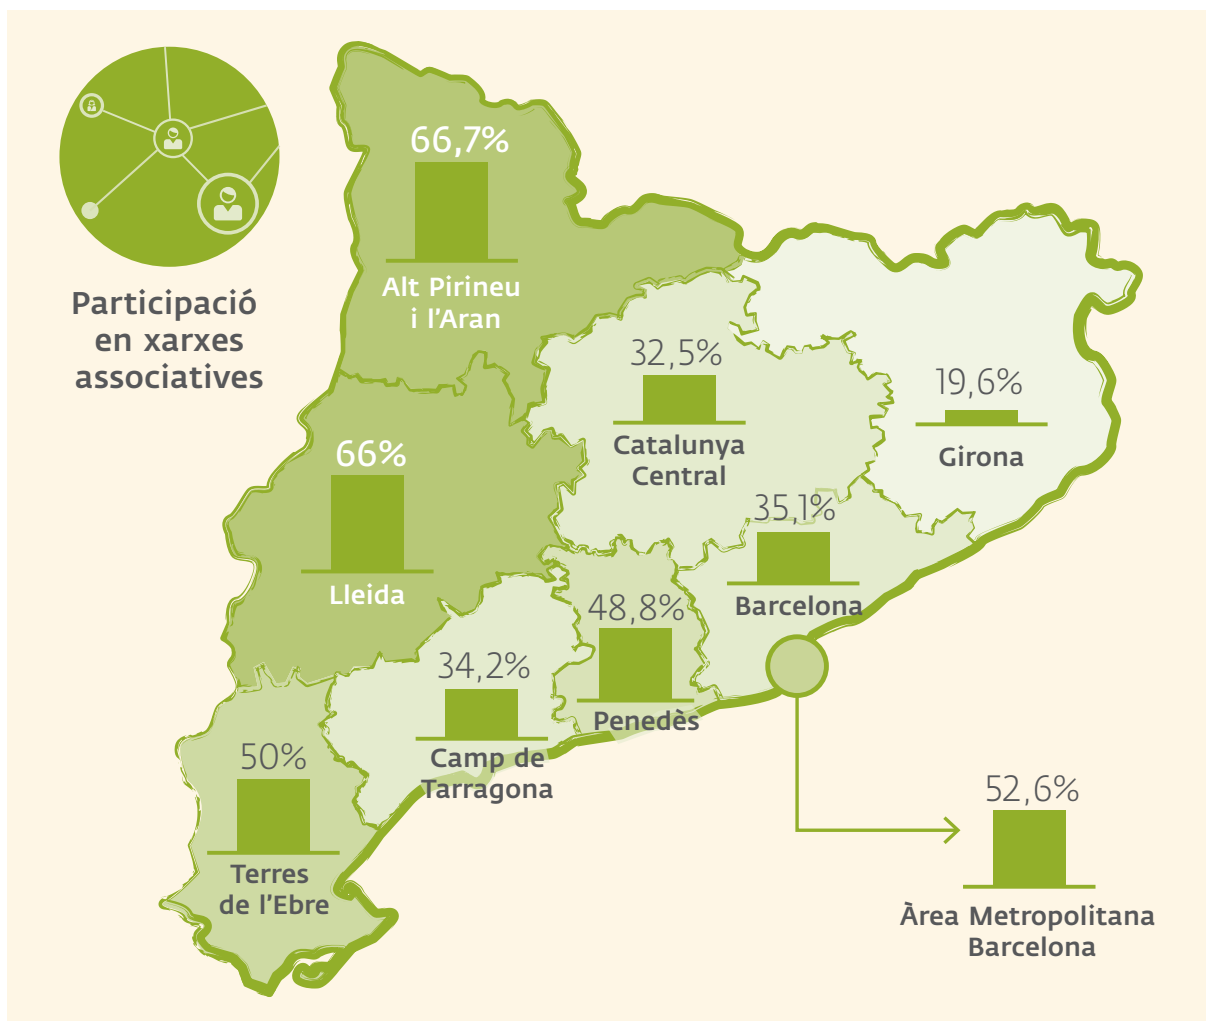 Participació
en xarxes
associatives
66,7%
Alt Pirineu
i l'Aran
32,5%
Catalunya
Central
19,6%
Girona
66%
Lleida
35,1%
Barcelona
48,8%
Penedès
34,2%
Camp de
Tarragona
50%
Terres
de l'Ebre
52,6%
Àrea Metropolitana
Barcelona